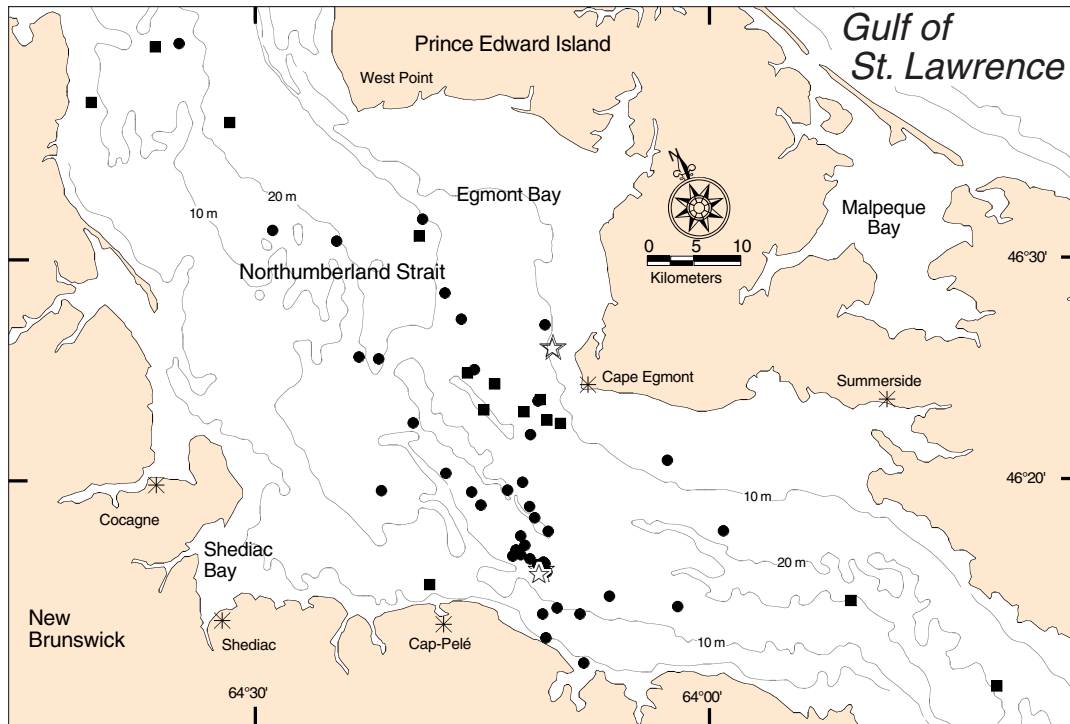 Prince Edward Island
Gulf of
St. Lawrence
West Point
N
Egmont Bay
Malpeque
Bay
20 m
10 m
0 5 10
Kilometers
Northumberland Strait
46°30'
Cape Egmont
Summerside
46°20'
10 m
Cocagne
Shediac
Bay
20 m
New
Brunswick
Shediac
Cap-Pelé
10 m
64°30'
64°00'